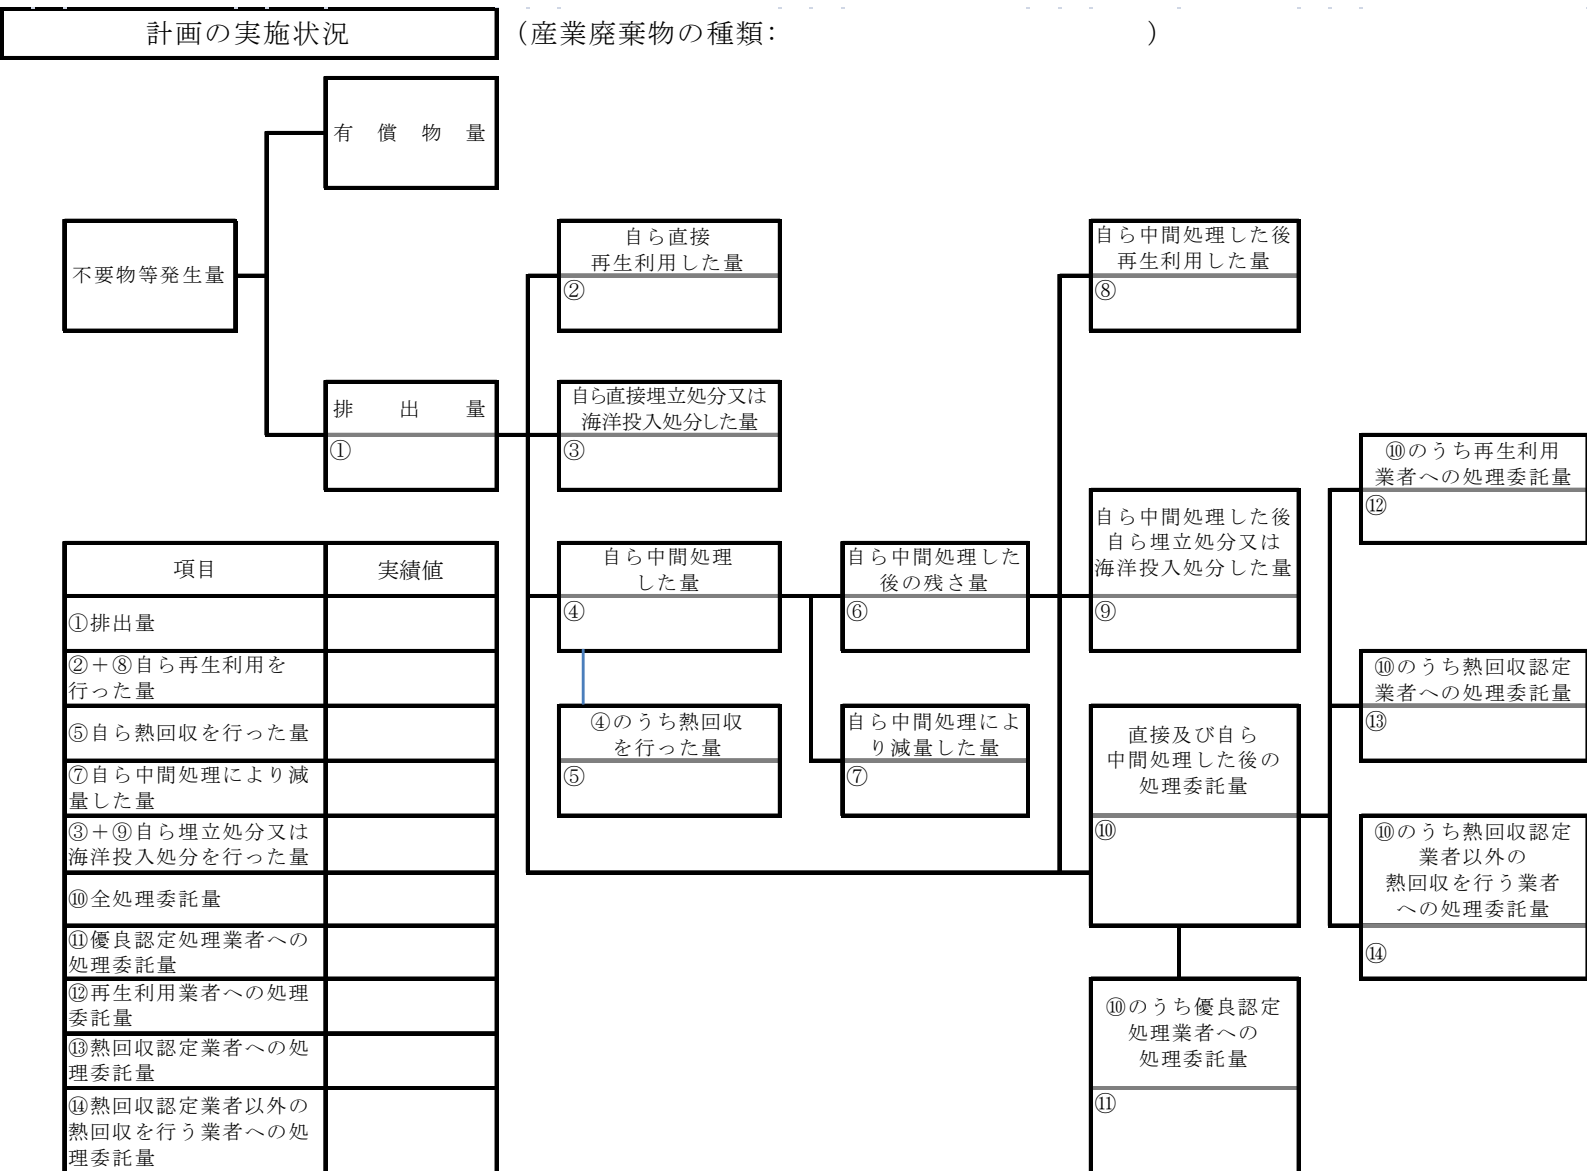 計画の実施状況
（産業廃棄物の種類：　　　　　　　　　　　　　）
有　償　物　量
不要物等発生量
自ら直接
再生利用した量
②
自ら中間処理した後
再生利用した量
⑧
排　出　量
①
自ら直接埋立処分又は
海洋投入処分した量
③
⑩のうち再生利用
業者への処理委託量
⑫
自ら中間処理した後
自ら埋立処分又は
海洋投入処分した量
⑨
自ら中間処理
した量
④
自ら中間処理した
後の残さ量
⑥
⑩のうち熱回収認定
業者への処理委託量
⑬
④のうち熱回収
を行った量
⑤
自ら中間処理によ
り減量した量
⑦
直接及び自ら
中間処理した後の
処理委託量
⑩
⑩のうち熱回収認定
業者以外の
熱回収を行う業者
への処理委託量
⑭
⑩のうち優良認定
処理業者への
処理委託量
⑪
項目　実績値
①排出量
②＋⑧自ら再生利用を
行った量
⑤自ら熱回収を行った量
⑦自ら中間処理により減
量した量
③＋⑨自ら埋立処分又は
海洋投入処分を行った量
⑩全処理委託量
⑪優良認定処理業者への
処理委託量
⑫再生利用業者への処理
委託量
⑬熱回収認定業者への処
理委託量
⑭熱回収認定業者以外の
熱回収を行う業者への処
理委託量